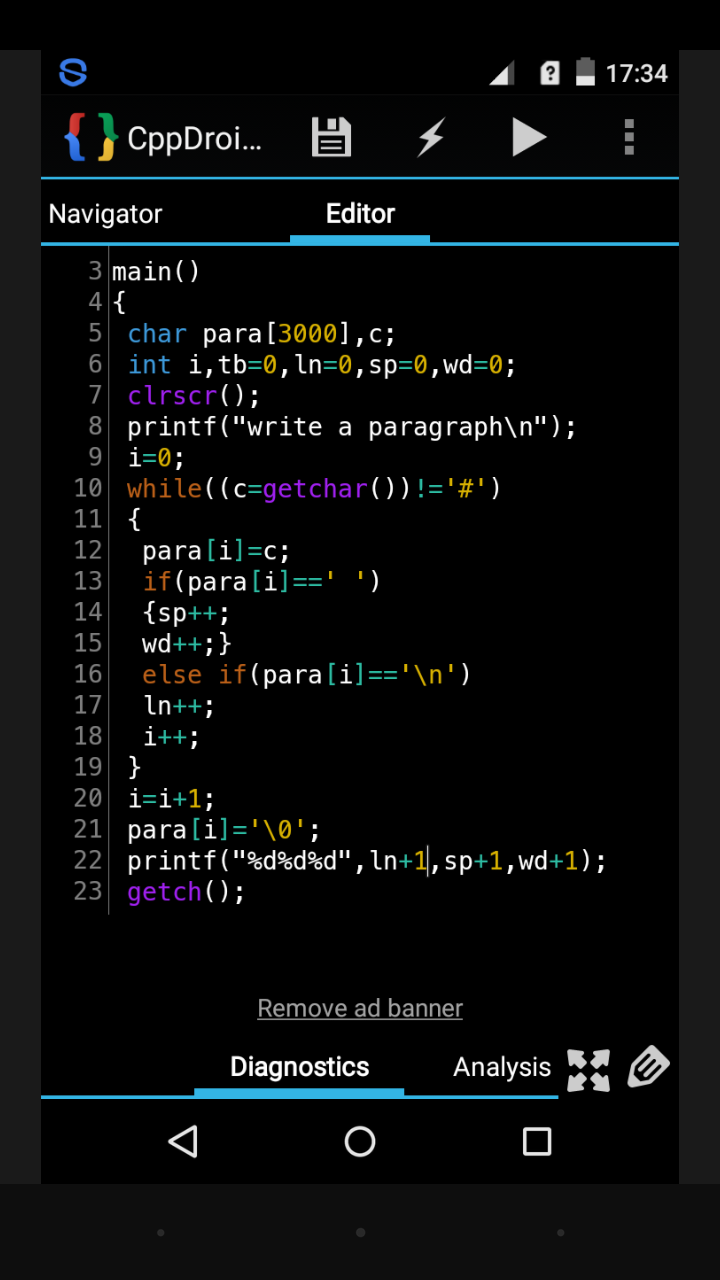 17:34
CppDroi...
Navigator Editor
3 main()
4 {
5 char para[3000],c;
6 int i,tb=0,ln=0,sp=0,wd=0;
7 clrscr();
8 printf("write a paragraph\n");
9 i=0;
10 while((c=getchar())!='#')
11 {
12 para[i]=c;
13 if(para[i]==' ')
14 {sp++;
15 wd++;}
16 else if(para[i]=='\n')
17 ln++;
18 i++;
19 }
20 i=i+1;
21 para[i]='\0';
22 printf("%d%d%d",ln+1,sp+1,wd+1);
23 getch();
Remove ad banner
Diagnostics Analysis